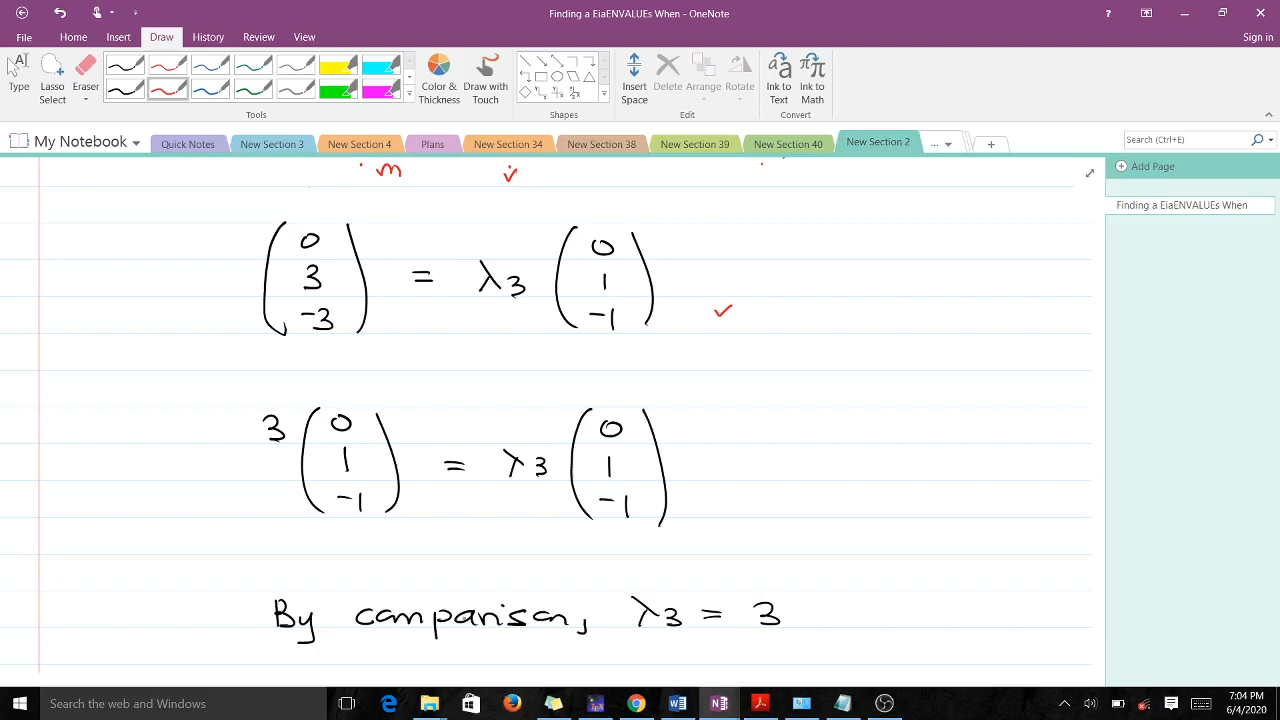 Finding a EiaENVALUES When - OneNote
? Sign in
File Home Insert Draw History Review View
Type Lasso Select Eraser Color & Thickness Draw with Touch Insert Space Delete Arrange Rotate Ink to Text Ink to Math
Tools Shapes Edit Convert
My Notebook Quick Notes New Section 3 New Section 4 Plans New Section 34 New Section 38 New Section 39 New Section 40 New Section 2 ... Search (Ctrl+E)
Add Page
Finding a EiaENVALUES When
m
( 0 3 -3 ) = λ3 ( 0 1 -1 ) ✓
3 ( 0 1 -1 ) = λ3 ( 0 1 -1 )
By comparison, λ3 = 3
Search the web and Windows
7:04 PM
6/4/2020